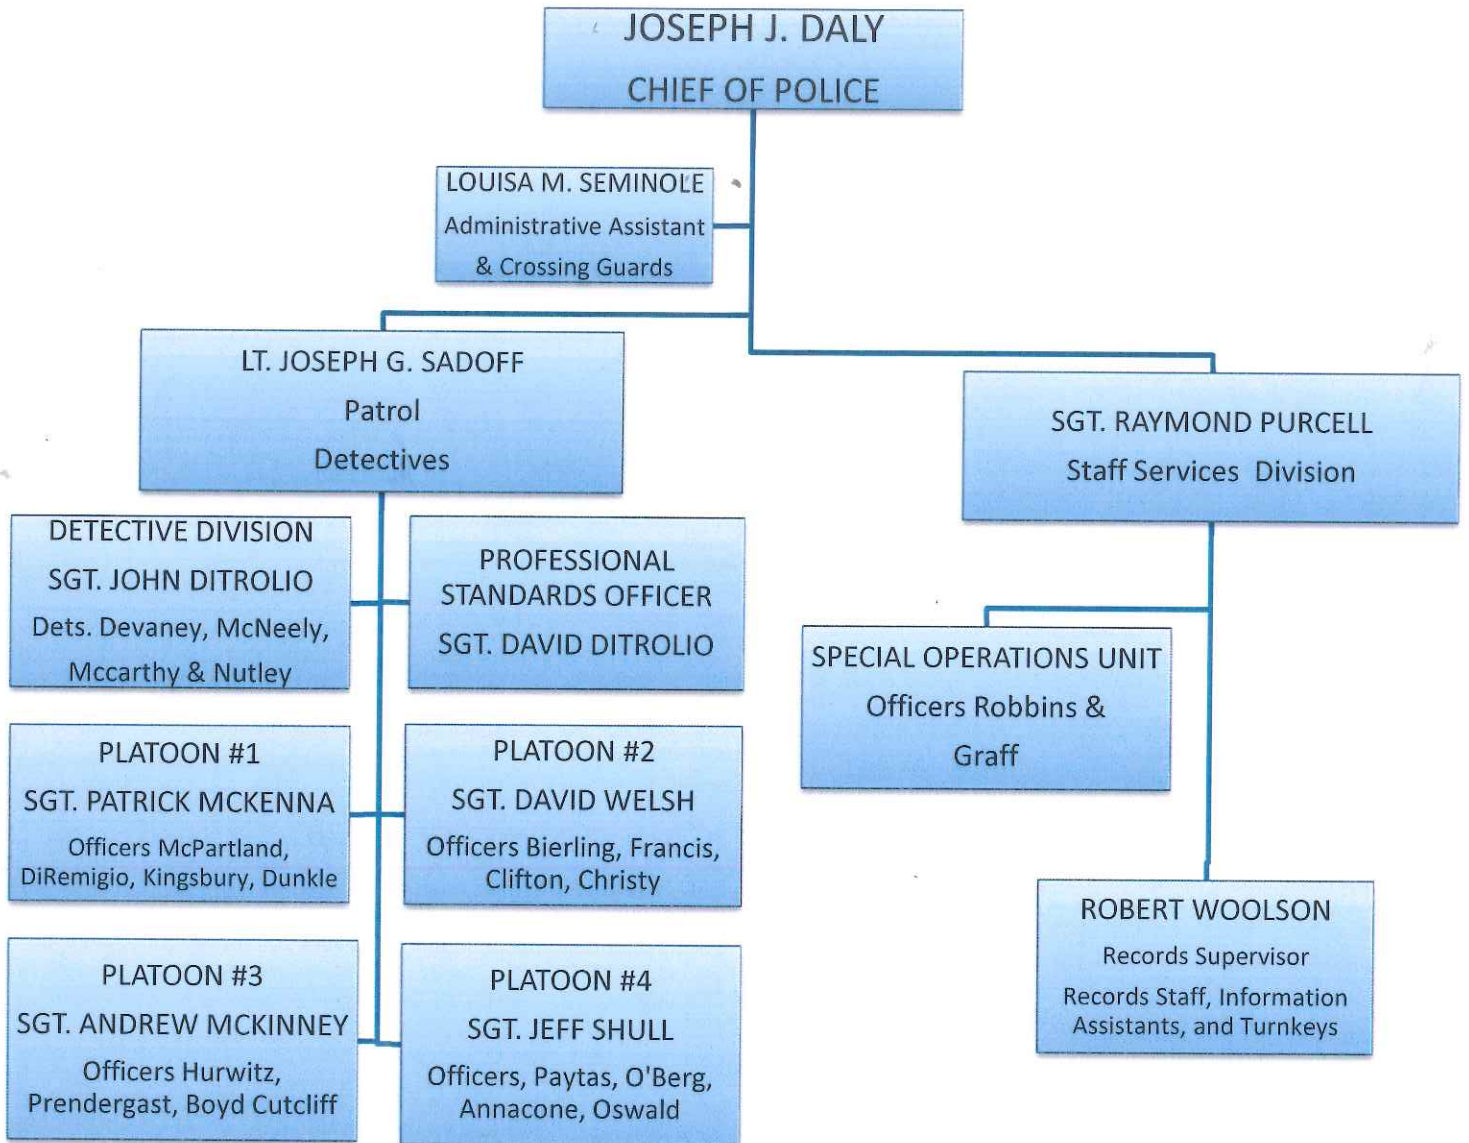 JOSEPH J. DALY
CHIEF OF POLICE
LOUISA M. SEMINOLE
Administrative Assistant
& Crossing Guards
LT. JOSEPH G. SADOFF
Patrol
Detectives
SGT. RAYMOND PURCELL
Staff Services Division
DETECTIVE DIVISION
SGT. JOHN DITROLIO
Dets. Devaney, McNeely,
Mccarthy & Nutley
PROFESSIONAL
STANDARDS OFFICER
SGT. DAVID DITROLIO
SPECIAL OPERATIONS UNIT
Officers Robbins &
Graff
PLATOON #1
SGT. PATRICK MCKENNA
Officers McPartland,
DiRemigio, Kingsbury, Dunkle
PLATOON #2
SGT. DAVID WELSH
Officers Bierling, Francis,
Clifton, Christy
ROBERT WOOLSON
Records Supervisor
Records Staff, Information
Assistants, and Turnkeys
PLATOON #3
SGT. ANDREW MCKINNEY
Officers Hurwitz,
Prendergast, Boyd Cutcliff
PLATOON #4
SGT. JEFF SHULL
Officers, Paytas, O'Berg,
Annacone, Oswald